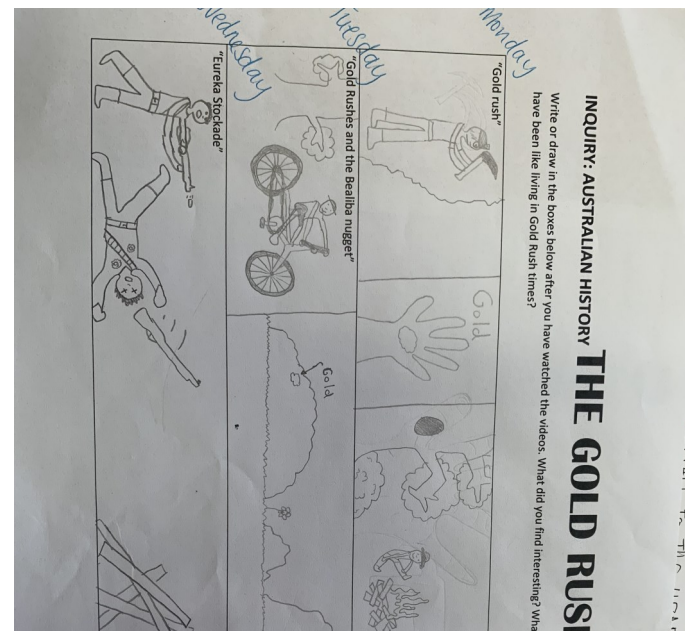 INQUIRY: AUSTRALIAN HISTORY THE GOLD RUS
Write or draw in the boxes below after you have watched the videos. What did you find interesting? Wha
have been like living in Gold Rush times?
Monday
"Gold rush"
Gold
Tuesday
"Gold Rushes and the Bealiba nugget"
Gold
Wednesday
"Eureka Stockade"